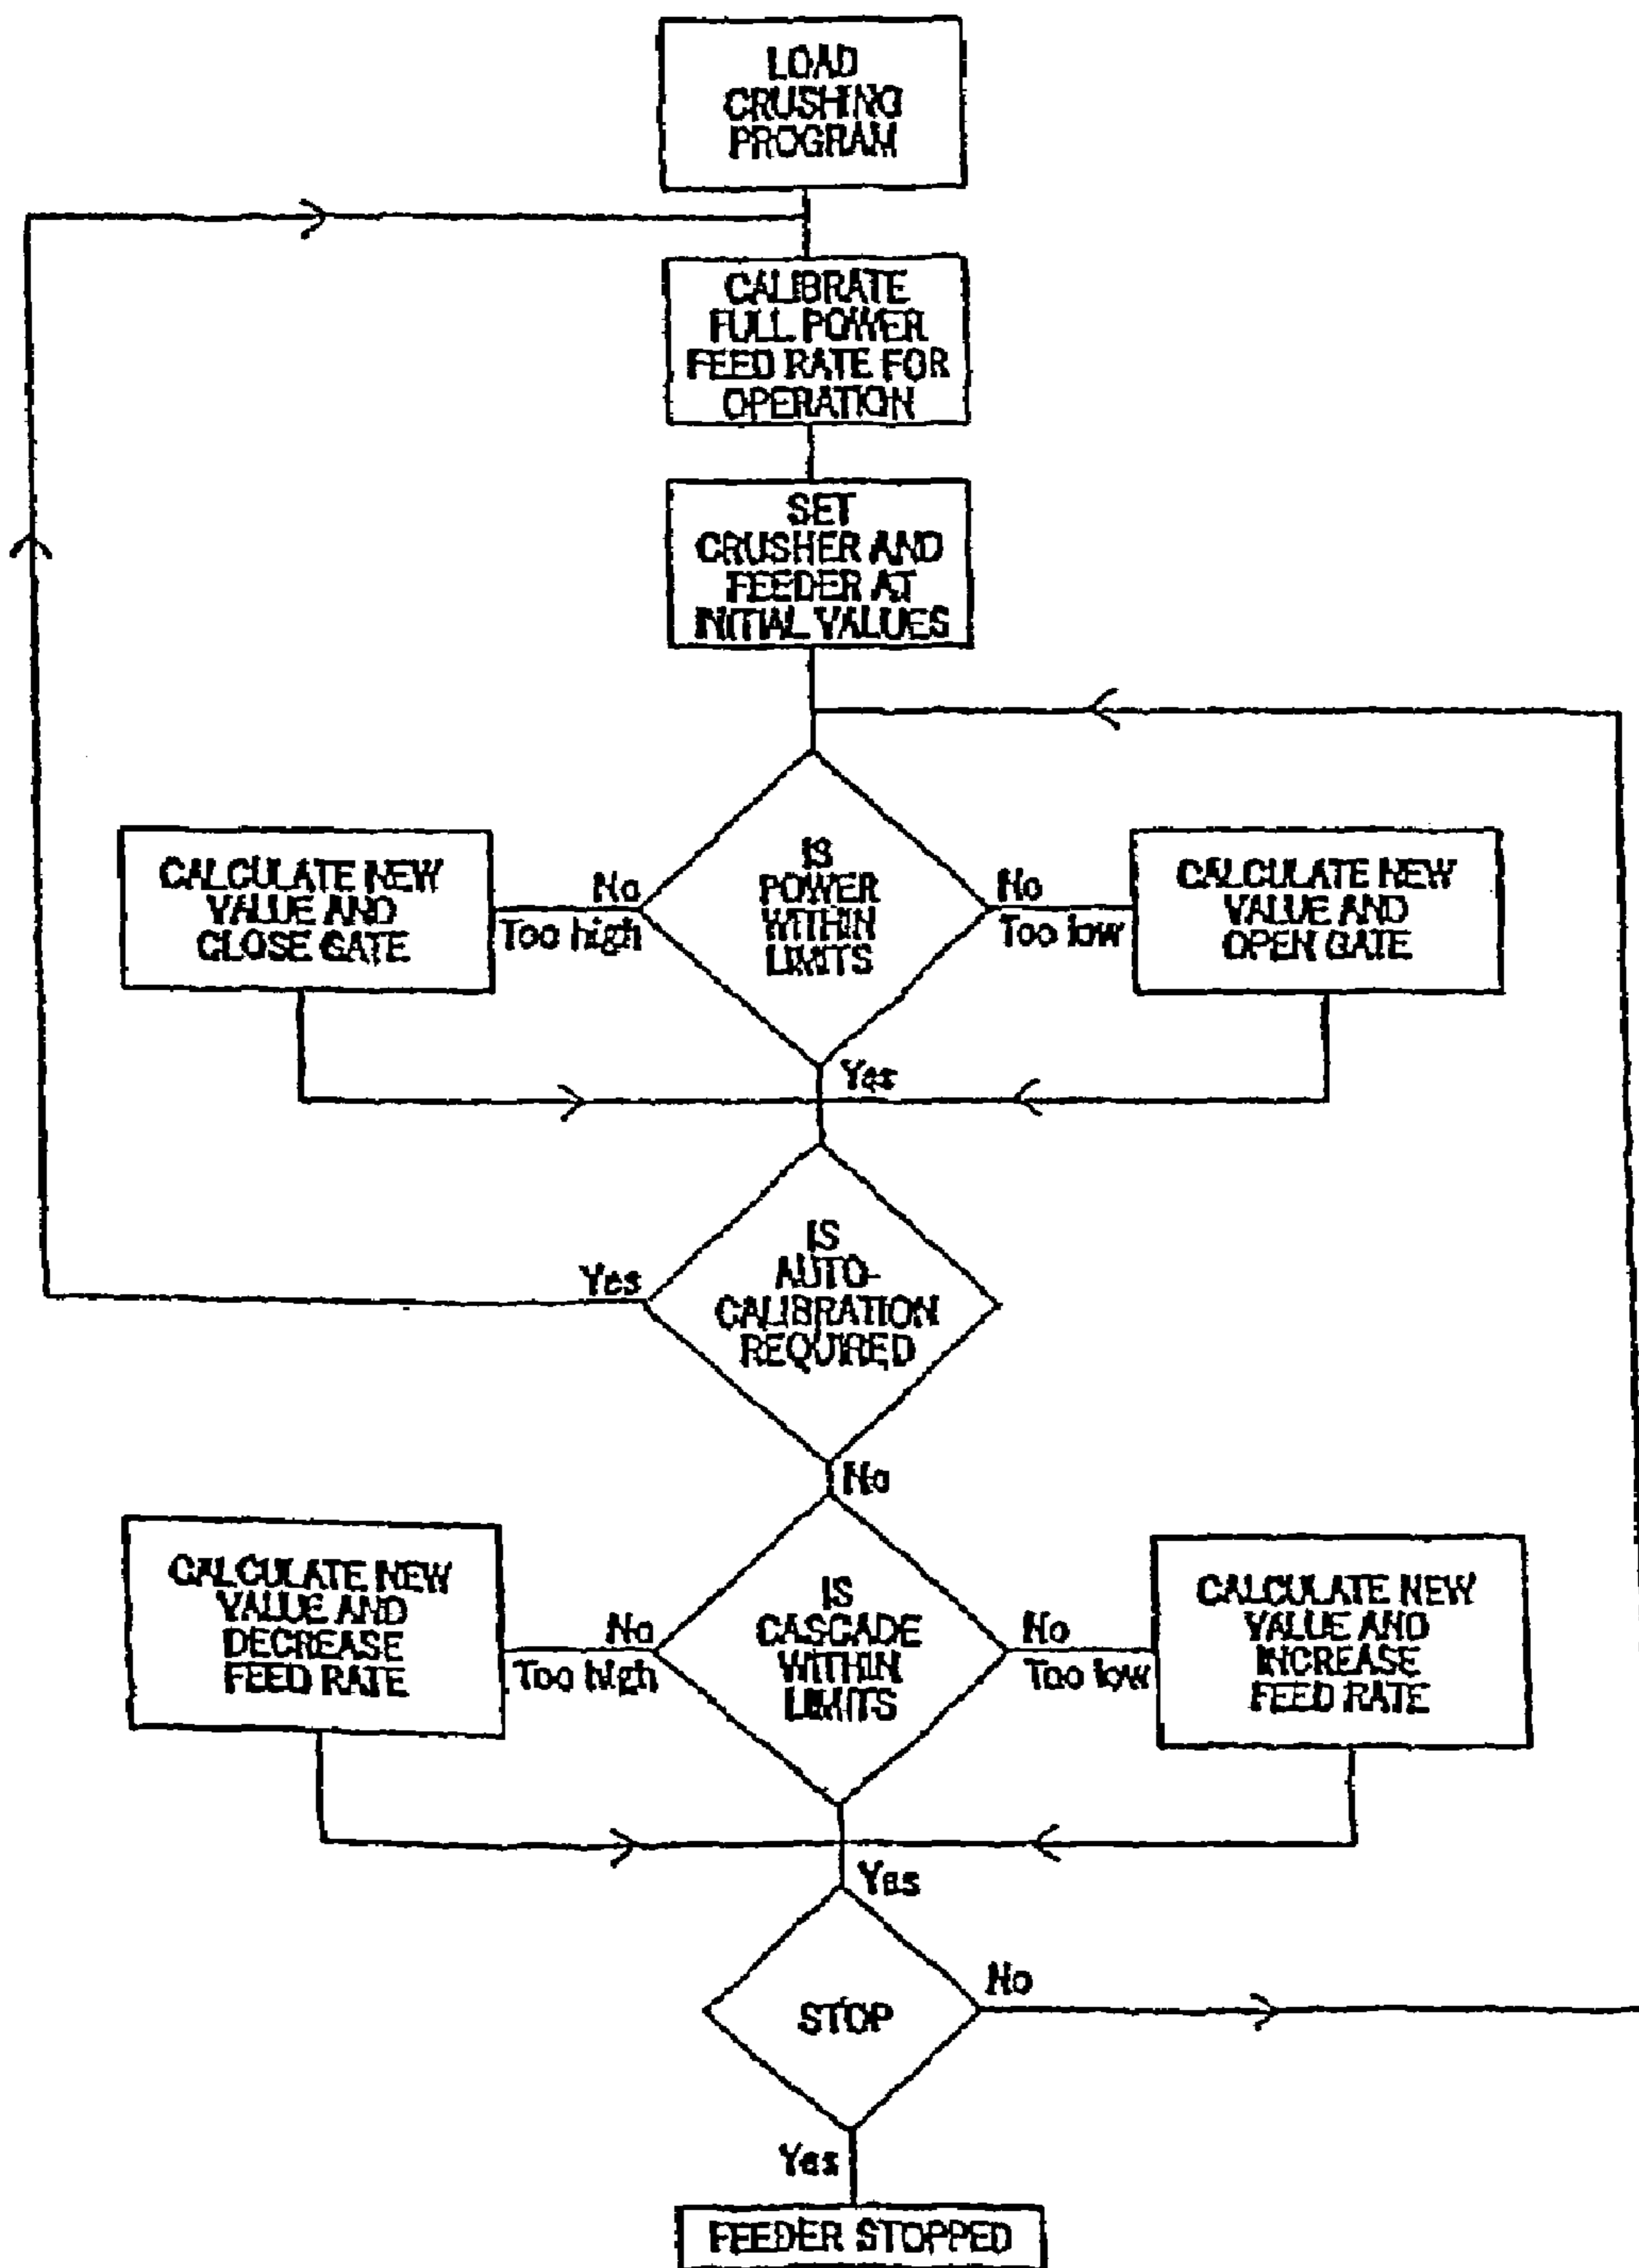 LOAD
CRUSHING
PROGRAM
CALIBRATE
FULL POWER
FEED RATE FOR
OPERATION
SET
CRUSHER AND
FEEDER AT
INITIAL VALUES
CALCULATE NEW
VALUE AND
CLOSE GATE
No
Too high
IS
POWER
WITHIN
LIMITS
No
Too low
CALCULATE NEW
VALUE AND
OPEN GATE
Yes
Yes
IS
AUTO-
CALIBRATION
REQUIRED
No
CALCULATE NEW
VALUE AND
DECREASE
FEED RATE
No
Too high
IS
CASCADE
WITHIN
LIMITS
No
Too low
CALCULATE NEW
VALUE AND
INCREASE
FEED RATE
Yes
STOP
No
Yes
FEEDER STOPPED